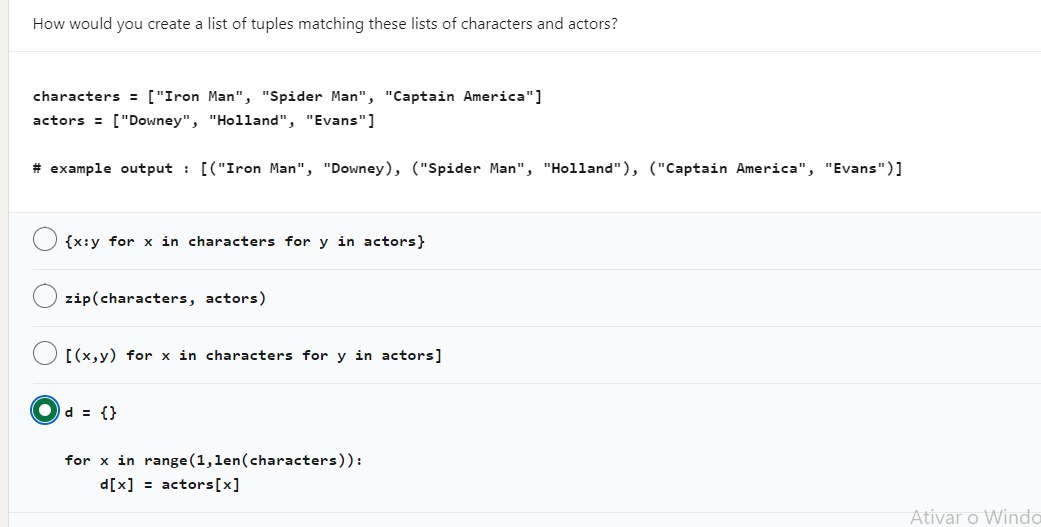 How would you create a list of tuples matching these lists of characters and actors?
characters = ["Iron Man", "Spider Man", "Captain America"]
actors = ["Downey", "Holland", "Evans"]
# example output : [("Iron Man", "Downey), ("Spider Man", "Holland"), ("Captain America", "Evans")]
{x:y for x in characters for y in actors}
zip(characters, actors)
[(x,y) for x in characters for y in actors]
d = {}
for x in range(1,len(characters)):
d[x] = actors[x]
Ativar o Windo